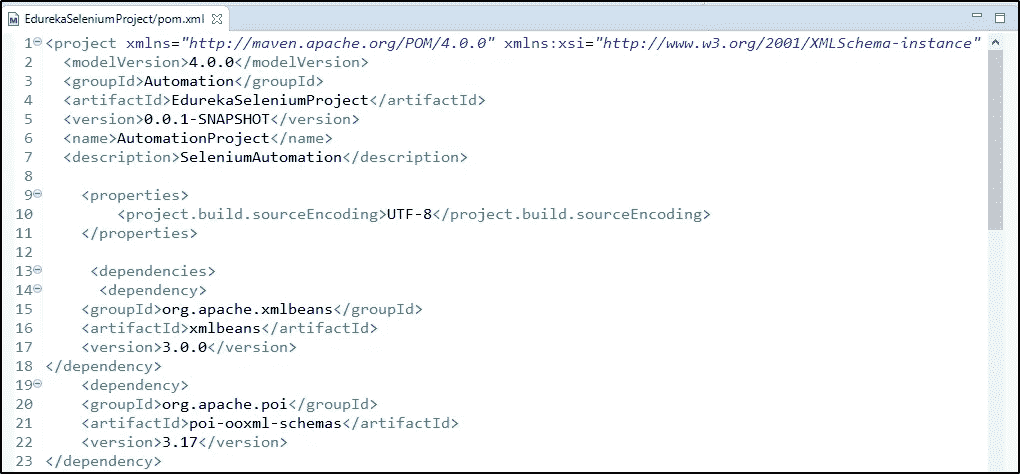 EdurekaSeleniumProject/pom.xml
1 <project xmlns="http://maven.apache.org/POM/4.0.0" xmlns:xsi="http://www.w3.org/2001/XMLSchema-instance"
2 <modelVersion>4.0.0</modelVersion>
3 <groupId>Automation</groupId>
4 <artifactId>EdurekaSeleniumProject</artifactId>
5 <version>0.0.1-SNAPSHOT</version>
6 <name>AutomationProject</name>
7 <description>SeleniumAutomation</description>
8
9 <properties>
10 <project.build.sourceEncoding>UTF-8</project.build.sourceEncoding>
11 </properties>
12
13 <dependencies>
14 <dependency>
15 <groupId>org.apache.xmlbeans</groupId>
16 <artifactId>xmlbeans</artifactId>
17 <version>3.0.0</version>
18 </dependency>
19 <dependency>
20 <groupId>org.apache.poi</groupId>
21 <artifactId>poi-ooxml-schemas</artifactId>
22 <version>3.17</version>
23 </dependency>